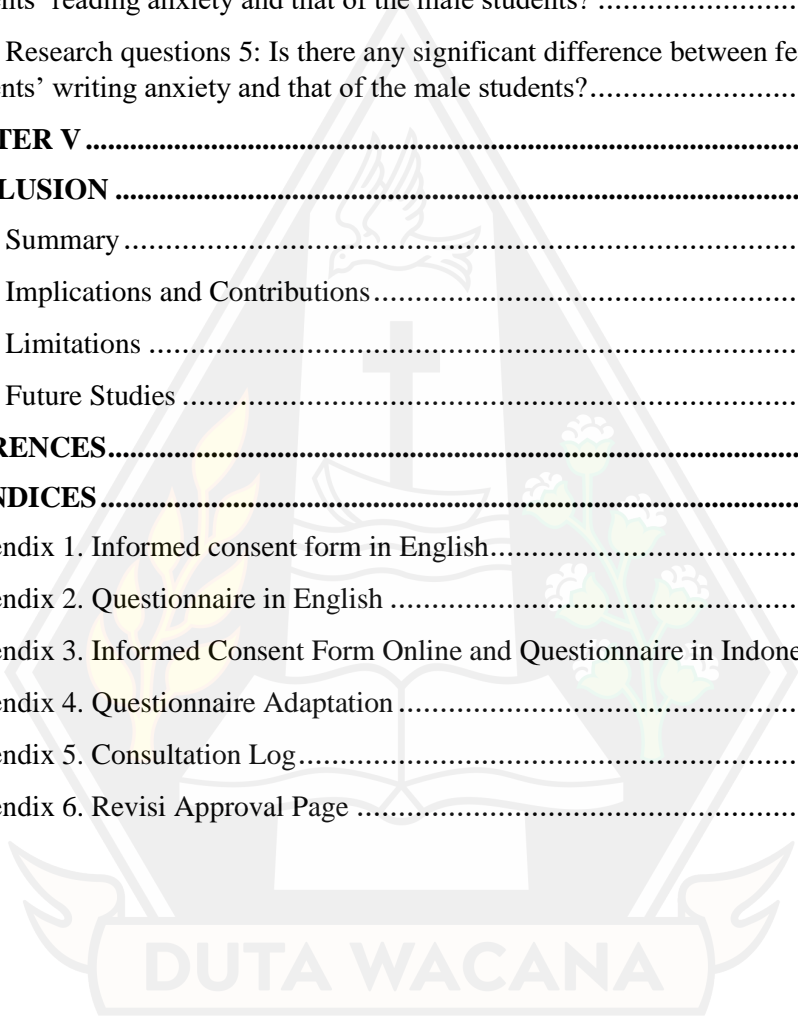 ents’ reading anxiety and that of the male students? ........................
Research questions 5: Is there any significant difference between fe
ents’ writing anxiety and that of the male students?..........................
TER V ..........................................................................................
LUSION ......................................................................................
Summary ....................................................................................
Implications and Contributions....................................................
Limitations .................................................................................
Future Studies ............................................................................
RENCES.......................................................................................
NDICES ........................................................................................
endix 1. Informed consent form in English.........................................
endix 2. Questionnaire in English ......................................................
endix 3. Informed Consent Form Online and Questionnaire in Indone
endix 4. Questionnaire Adaptation .....................................................
endix 5. Consultation Log..................................................................
endix 6. Revisi Approval Page ..........................................................
DUTA WACANA